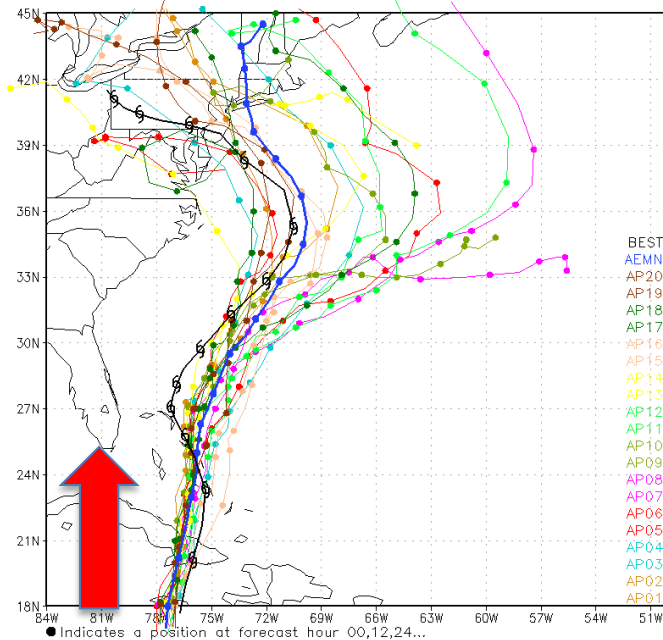 45N
42N
39N
36N
33N
30N
27N
24N
21N
18N
84W 81W 78W 75W 72W 69W 66W 63W 60W 57W 54W 51W
BEST
AEMN
AP20
AP19
AP18
AP17
AP16
AP15
AP14
AP13
AP12
AP11
AP10
AP09
AP08
AP07
AP06
AP05
AP04
AP03
AP02
AP01
Indicates a position at forecast hour 00,12,24...